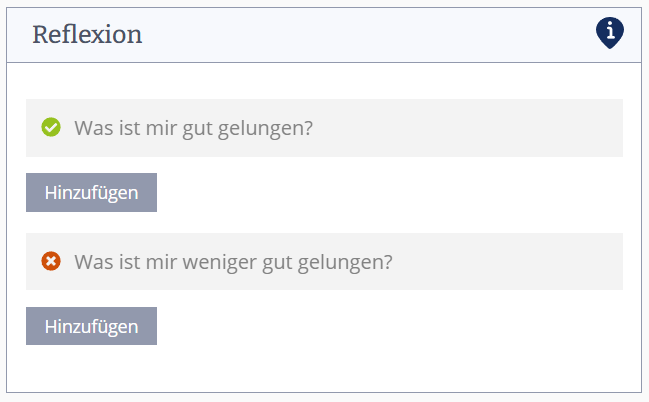 Reflexion
Was ist mir gut gelungen?
Hinzufügen
Was ist mir weniger gut gelungen?
Hinzufügen